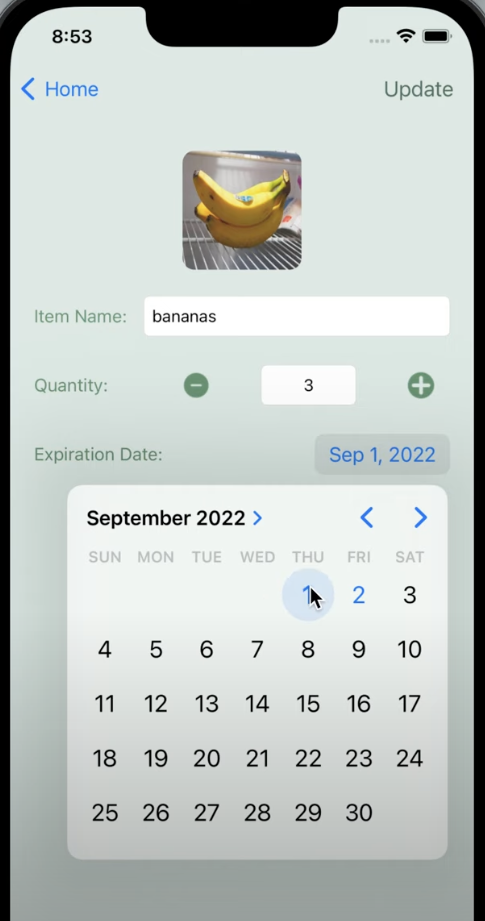 8:53
Home Update
Item Name: bananas
Quantity: 3
Expiration Date: Sep 1, 2022
September 2022
SUN MON TUE WED THU FRI SAT
1 2 3
4 5 6 7 8 9 10
11 12 13 14 15 16 17
18 19 20 21 22 23 24
25 26 27 28 29 30